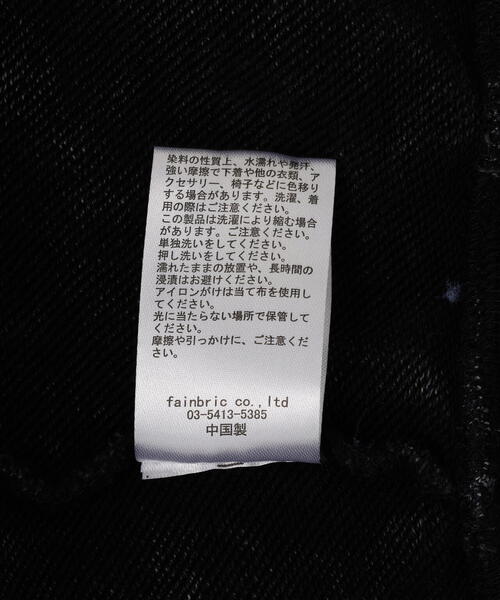 染料の性質上、水濡れや発汗、
強い摩擦で下着や他の衣類、ア
クセサリー、椅子などに色移り
する場合があります。洗濯、着
用の際はご注意ください。
この製品は洗濯により縮む場合
があります。ご注意ください。
単独洗いをしてください。
押し洗いをしてください。
濡れたままの放置や、長時間の
浸漬はお避けください。
アイロンがけは当て布を使用し
てください。
光に当たらない場所で保管して
ください。
摩擦や引っかけに、ご注意くだ
さい。
fainbric co.,ltd
03-5413-5385
中国製